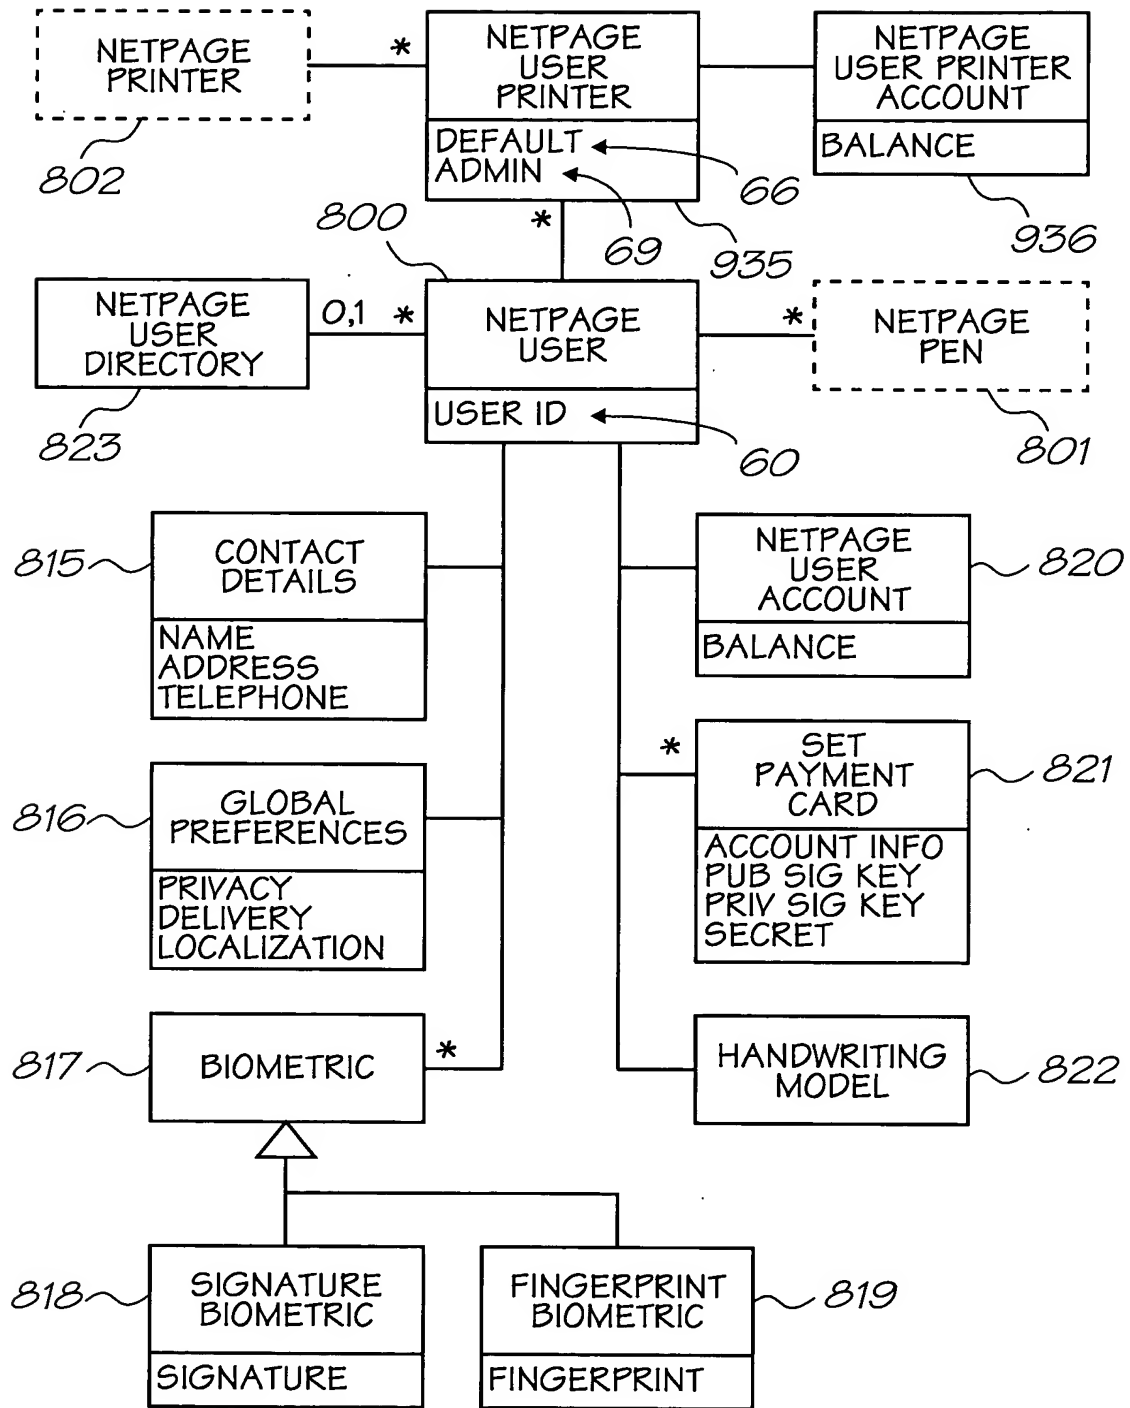 NETPAGE
PRINTER
802
*
NETPAGE
USER
PRINTER
DEFAULT
ADMIN
66
69
935
*
NETPAGE
USER PRINTER
ACCOUNT
BALANCE
936
800
NETPAGE
USER
DIRECTORY
823
0,1 *
NETPAGE
USER
USER ID
60
*
NETPAGE
PEN
801
815
CONTACT
DETAILS
NAME
ADDRESS
TELEPHONE
NETPAGE
USER
ACCOUNT
BALANCE
820
816
GLOBAL
PREFERENCES
PRIVACY
DELIVERY
LOCALIZATION
*
SET
PAYMENT
CARD
ACCOUNT INFO
PUB SIG KEY
PRIV SIG KEY
SECRET
821
817
BIOMETRIC
*
HANDWRITING
MODEL
822
818
SIGNATURE
BIOMETRIC
SIGNATURE
FINGERPRINT
BIOMETRIC
FINGERPRINT
819